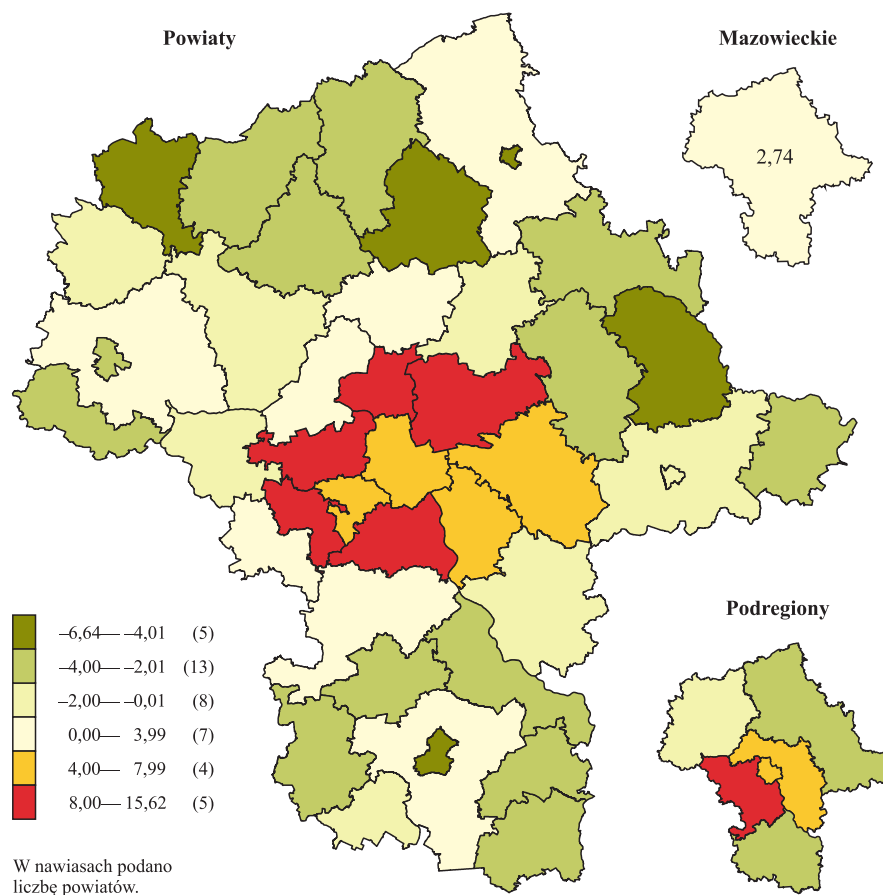 Powiaty
Mazowieckie
2,74
–6,64— –4,01 (5)
–4,00— –2,01 (13)
–2,00— –0,01 (8)
0,00— 3,99 (7)
4,00— 7,99 (4)
8,00— 15,62 (5)
W nawiasach podano
liczbę powiatów.
Podregiony